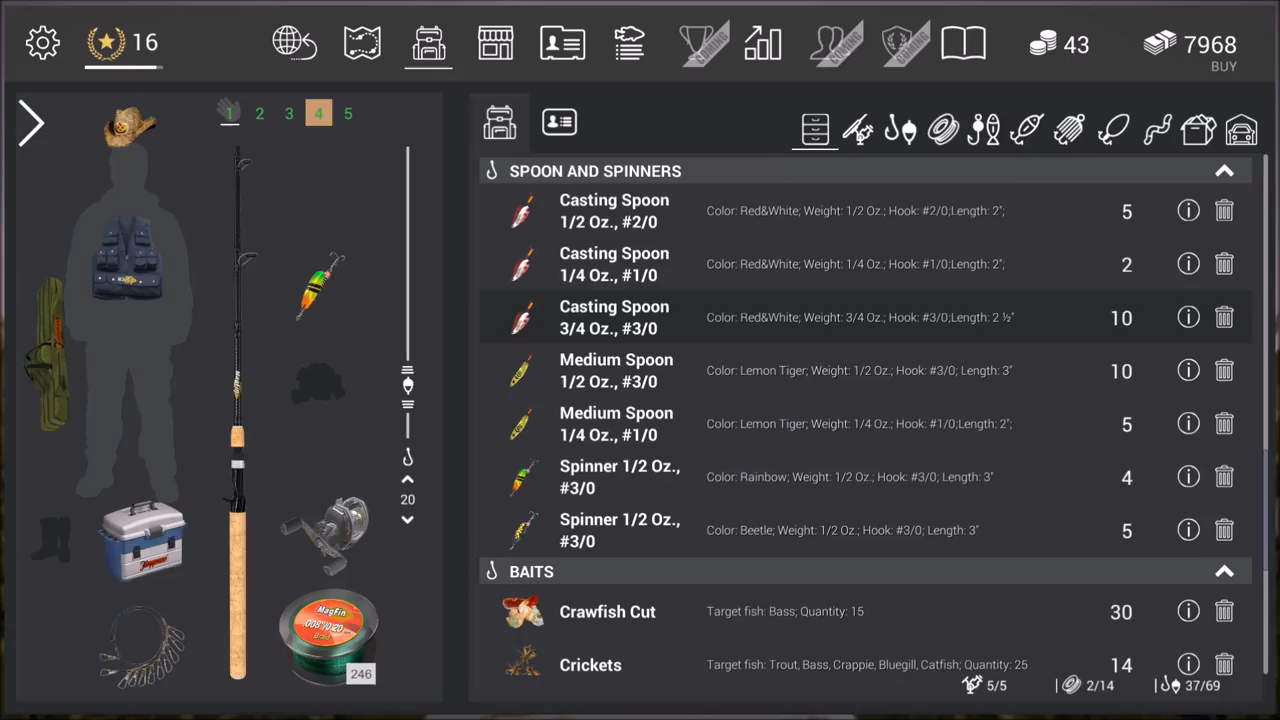 16
COMING
COMING
COMING
43
7968
BUY
1 2 3 4 5
SPOON AND SPINNERS
Casting Spoon
1/2 Oz., #2/0
Color: Red&White; Weight: 1/2 Oz.; Hook: #2/0;Length: 2";
5
Casting Spoon
1/4 Oz., #1/0
Color: Red&White; Weight: 1/4 Oz.; Hook: #1/0;Length: 2";
2
Casting Spoon
3/4 Oz., #3/0
Color: Red&White; Weight: 3/4 Oz.; Hook: #3/0;Length: 2 ½"
10
Medium Spoon
1/2 Oz., #3/0
Color: Lemon Tiger; Weight: 1/2 Oz.; Hook: #3/0; Length: 3"
10
Medium Spoon
1/4 Oz., #1/0
Color: Lemon Tiger; Weight: 1/4 Oz.; Hook: #1/0;Length: 2";
5
Spinner 1/2 Oz.,
#3/0
Color: Rainbow; Weight: 1/2 Oz.; Hook: #3/0; Length: 3"
4
Spinner 1/2 Oz.,
#3/0
Color: Beetle; Weight: 1/2 Oz.; Hook: #3/0; Length: 3"
5
BAITS
Crawfish Cut
Target fish: Bass; Quantity: 15
30
Crickets
Target fish: Trout, Bass, Crappie, Bluegill, Catfish; Quantity: 25
14
5/5
2/14
37/69
20
MagFin
.008"/0.20
Braid
246